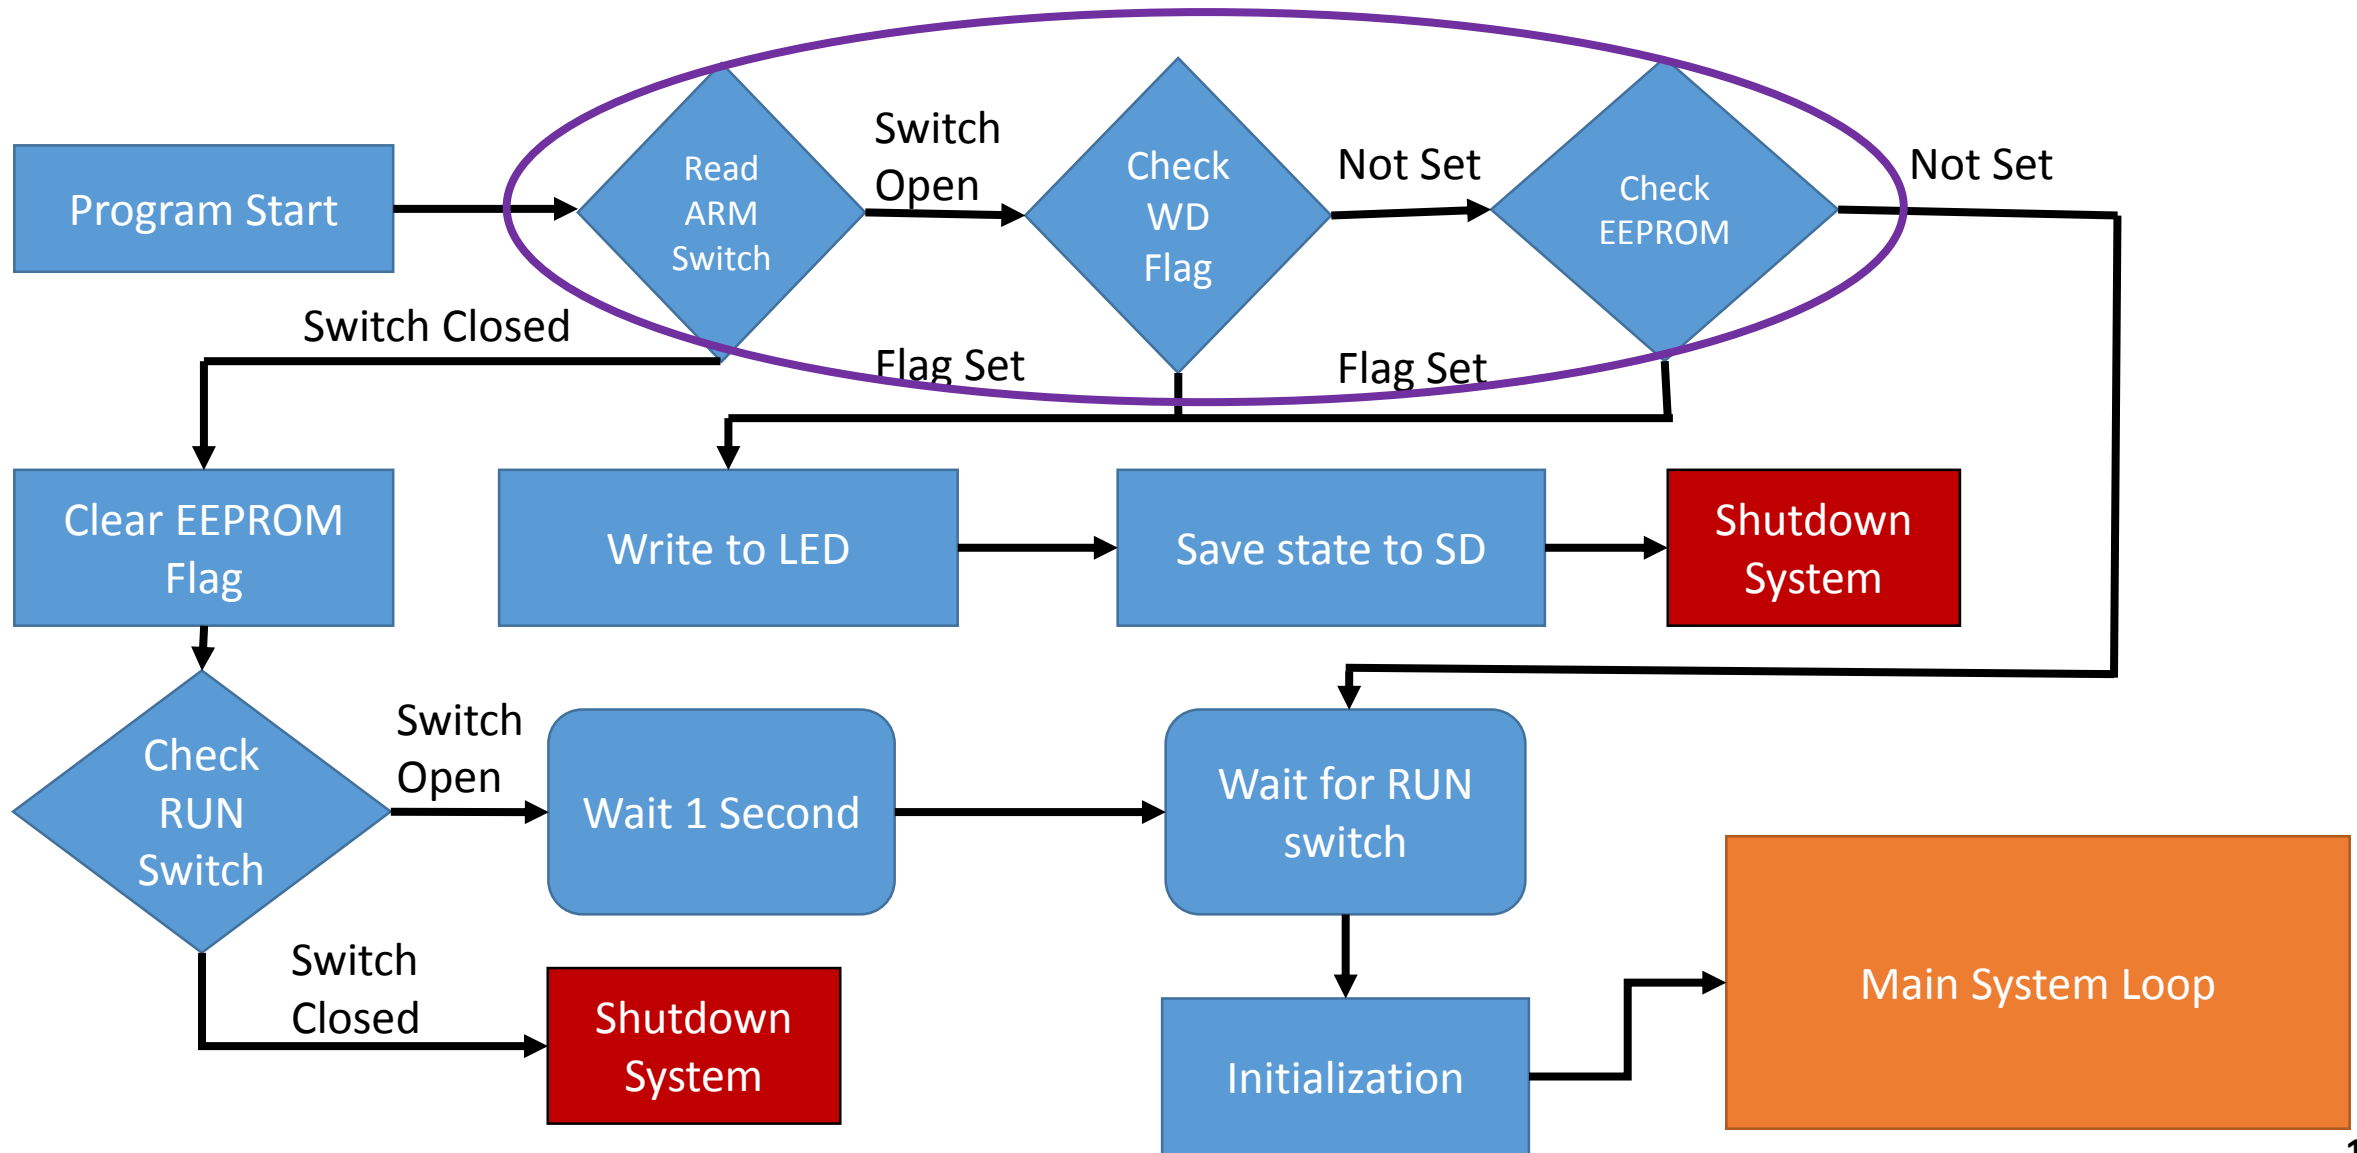 Program Start
Read
ARM
Switch
Switch
Open
Check
WD
Flag
Not Set
Check
EEPROM
Not Set
Switch Closed
Flag Set
Flag Set
Clear EEPROM
Flag
Write to LED
Save state to SD
Shutdown
System
Check
RUN
Switch
Switch
Open
Wait 1 Second
Wait for RUN
switch
Switch
Closed
Shutdown
System
Initialization
Main System Loop